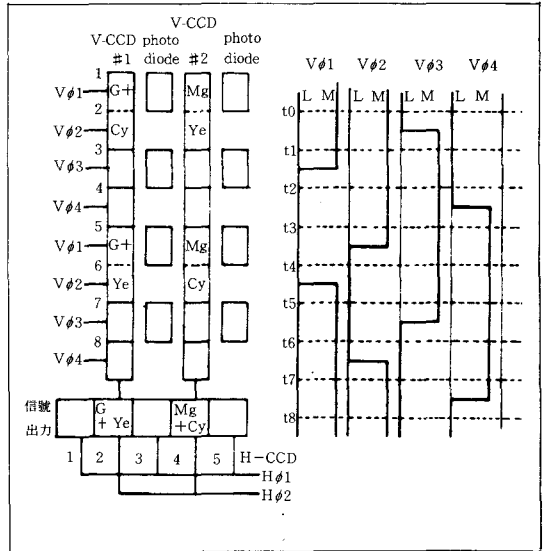 V-CCD
V-CCD photo #1 diode
#2
photo diode
1
Vφ1 G+ Mg
2
Vφ2 Cy Ye
3
Vφ3
4
Vφ4
5
Vφ1 G+ Mg
6
Vφ2 Ye Cy
7
Vφ3
8
Vφ4
信號出力
G + Ye
Mg +Cy
1 2 3 4 5 H-CCD
Hφ1
Hφ2
Vφ1 Vφ2 Vφ3 Vφ4
L M L M L M L M
t0
t1
t2
t3
t4
t5
t6
t7
t8